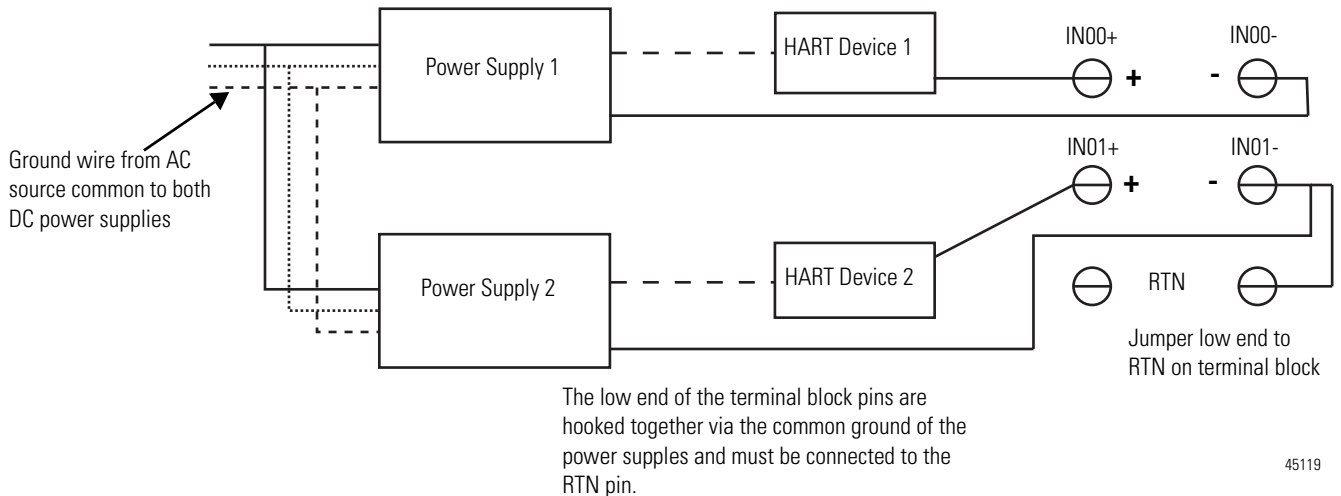 Power Supply 1
HART Device 1
IN00+
IN00-
+
-
Ground wire from AC
source common to both
DC power supplies
IN01+
IN01-
+
-
Power Supply 2
HART Device 2
RTN
Jumper low end to
RTN on terminal block
The low end of the terminal block pins are
hooked together via the common ground of the
power supples and must be connected to the
RTN pin.
45119